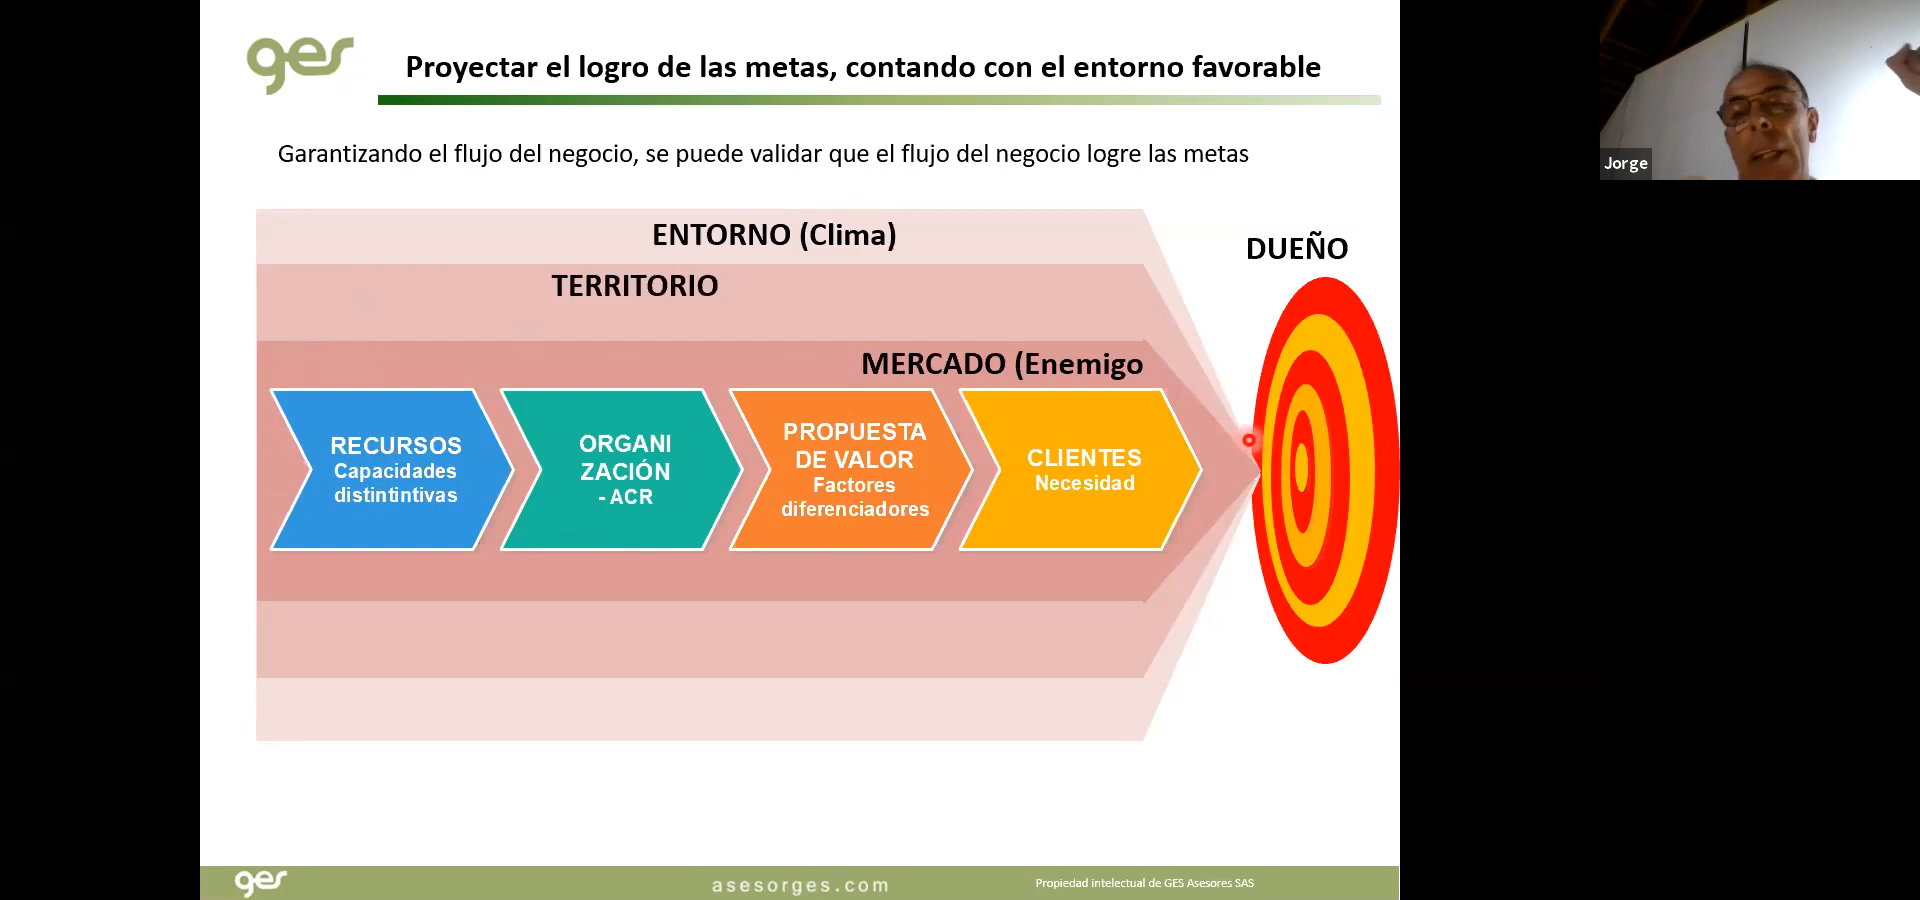 ges
Proyectar el logro de las metas, contando con el entorno favorable
Jorge
Garantizando el flujo del negocio, se puede validar que el flujo del negocio logre las metas
ENTORNO (Clima)
DUEÑO
TERRITORIO
MERCADO (Enemigo
RECURSOS
Capacidades
distintintivas
ORGANI
ZACIÓN
- ACR
PROPUESTA
DE VALOR
Factores
diferenciadores
CLIENTES
Necesidad
ges
asesorges.com
Propiedad intelectual de GES Asesores SAS